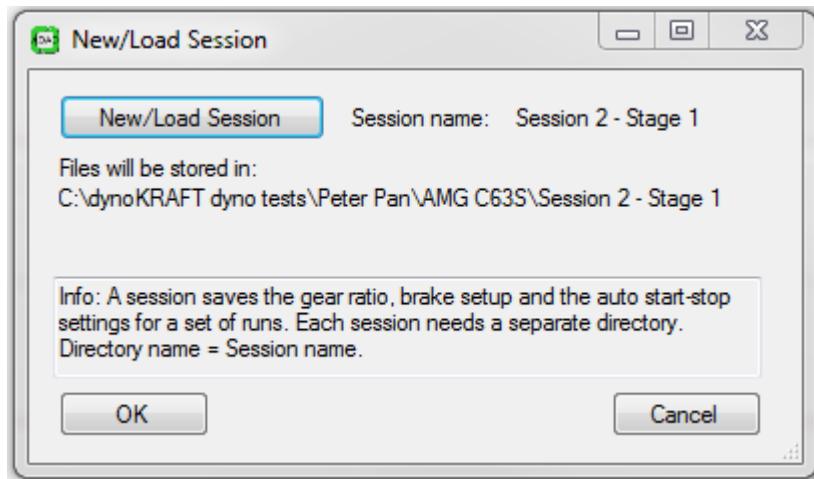 New/Load Session
New/Load Session Session name: Session 2 - Stage 1
Files will be stored in:
C:\dynoKRAFT dyno tests\Peter Pan\AMG C63S\Session 2 - Stage 1
Info: A session saves the gear ratio, brake setup and the auto start-stop
settings for a set of runs. Each session needs a separate directory.
Directory name = Session name.
OK Cancel